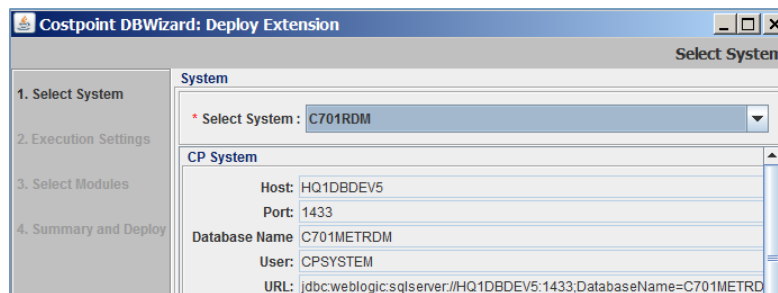 Costpoint DBWizard: Deploy Extension
Select System
1. Select System
System
* Select System : C701RDM
2. Execution Settings
CP System
3. Select Modules
Host: HQ1DBDEV5
Port: 1433
4. Summary and Deploy
Database Name C701METRDM
User: CPSYSTEM
URL: jdbc:weblogic:sqlserver://HQ1DBDEV5:1433;DatabaseName=C701METRD